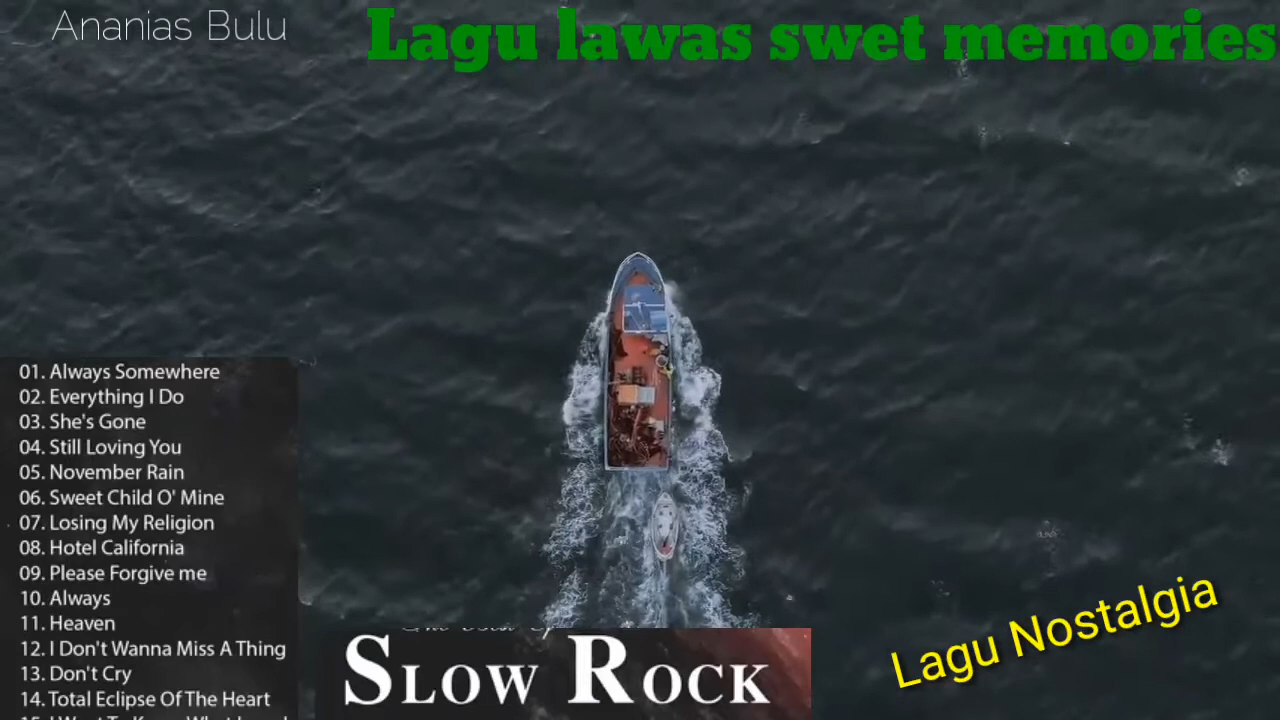 Ananias Bulu
Lagu lawas swet memories
01. Always Somewhere
02. Everything I Do
03. She's Gone
04. Still Loving You
05. November Rain
06. Sweet Child O' Mine
07. Losing My Religion
08. Hotel California
09. Please Forgive me
10. Always
11. Heaven
12. I Don't Wanna Miss A Thing
13. Don't Cry
14. Total Eclipse Of The Heart
SLOW ROCK
Lagu Nostalgia